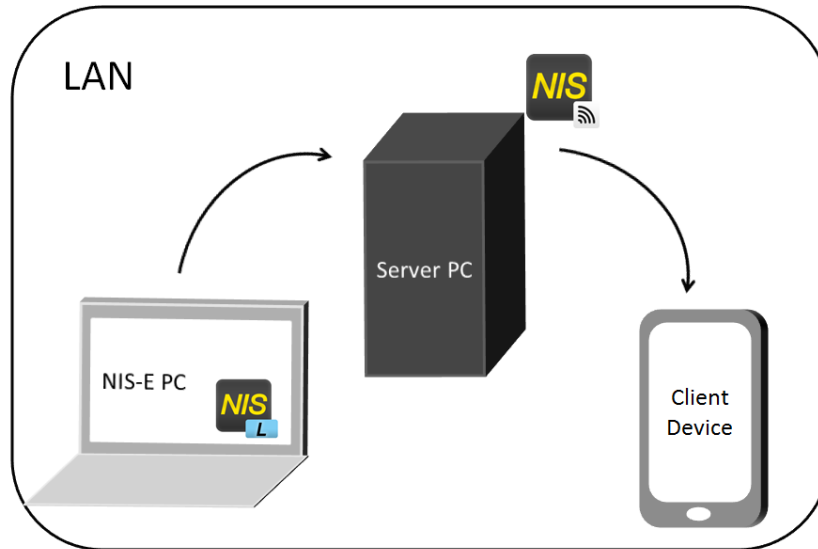 LAN
NIS
Server PC
NIS-E PC
NIS
L
Client
Device